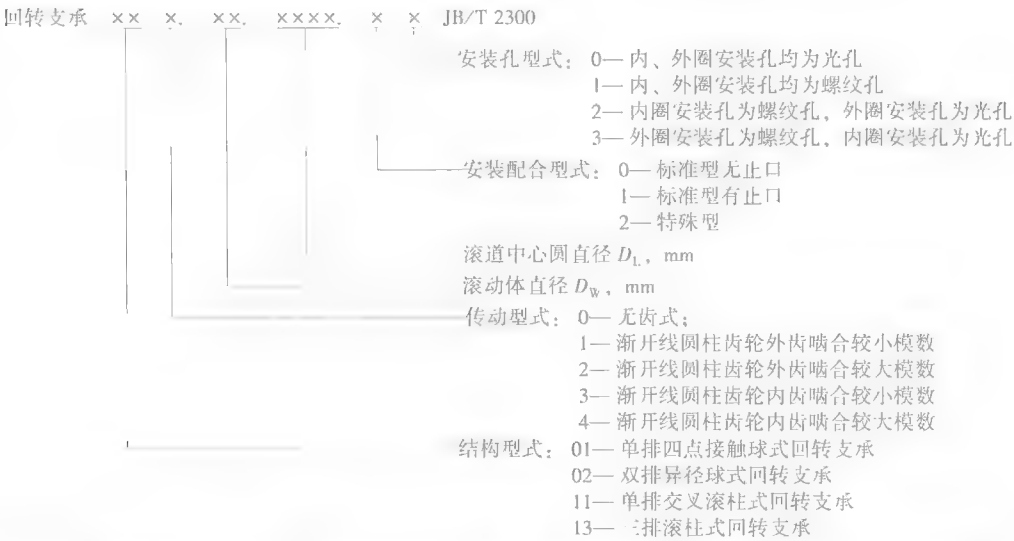 回转支承 ×× ×. ××. ××××. × × JB/T 2300
安装孔型式：0—内、外圈安装孔均为光孔
1—内、外圈安装孔均为螺纹孔
2—内圈安装孔为螺纹孔，外圈安装孔为光孔
3—外圈安装孔为螺纹孔，内圈安装孔为光孔
安装配合型式：0—标准型无止口
1—标准型有止口
2—特殊型
滚道中心圆直径 D_L，mm
滚动体直径 D_W，mm
传动型式：0—无齿式；
1—渐开线圆柱齿轮外齿啮合较小模数
2—渐开线圆柱齿轮外齿啮合较大模数
3—渐开线圆柱齿轮内齿啮合较小模数
4—渐开线圆柱齿轮内齿啮合较大模数
结构型式：01—单排四点接触球式回转支承
02—双排异径球式回转支承
11—单排交叉滚柱式回转支承
13—三排滚柱式回转支承